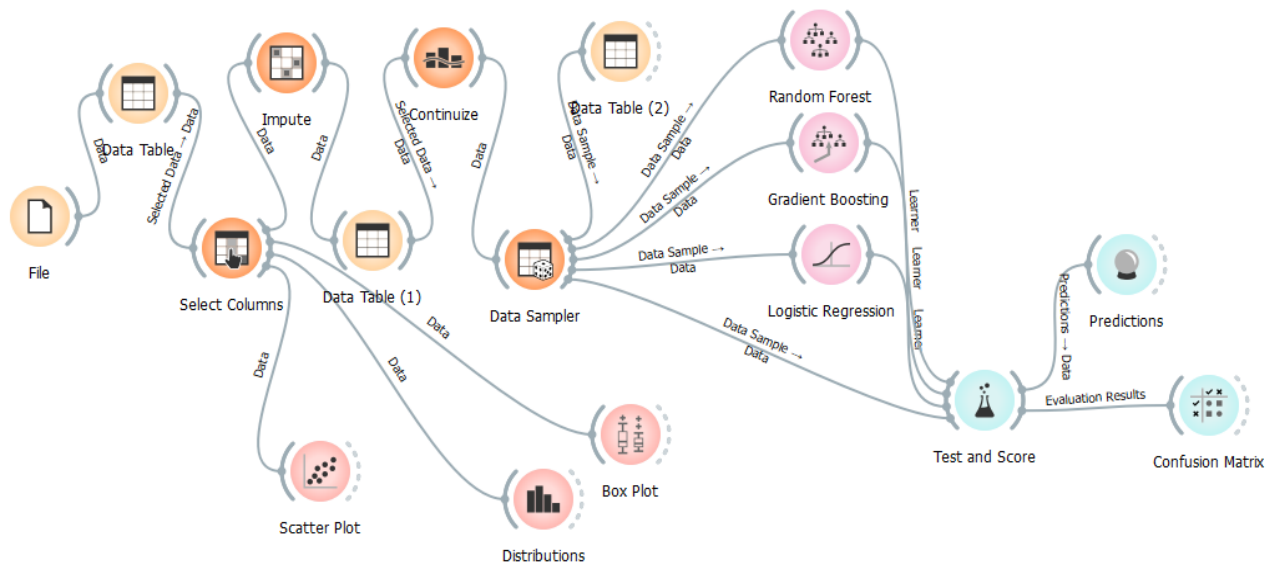 Impute
Continuize
Data Table (2)
Random Forest
Data Table
Gradient Boosting
File
Select Columns
Data Table (1)
Data Sampler
Logistic Regression
Predictions
Scatter Plot
Distributions
Box Plot
Test and Score
Confusion Matrix
Data
Selected Data → Data
Data
Data
Selected Data →
Data
Data
Data Sample →
Data
Data Sample →
Data
Data Sample →
Data
Data Sample →
Data
Data Sample →
Data
Data
Data
Data
Learner
Learner
Learner
Predictions → Data
Evaluation Results